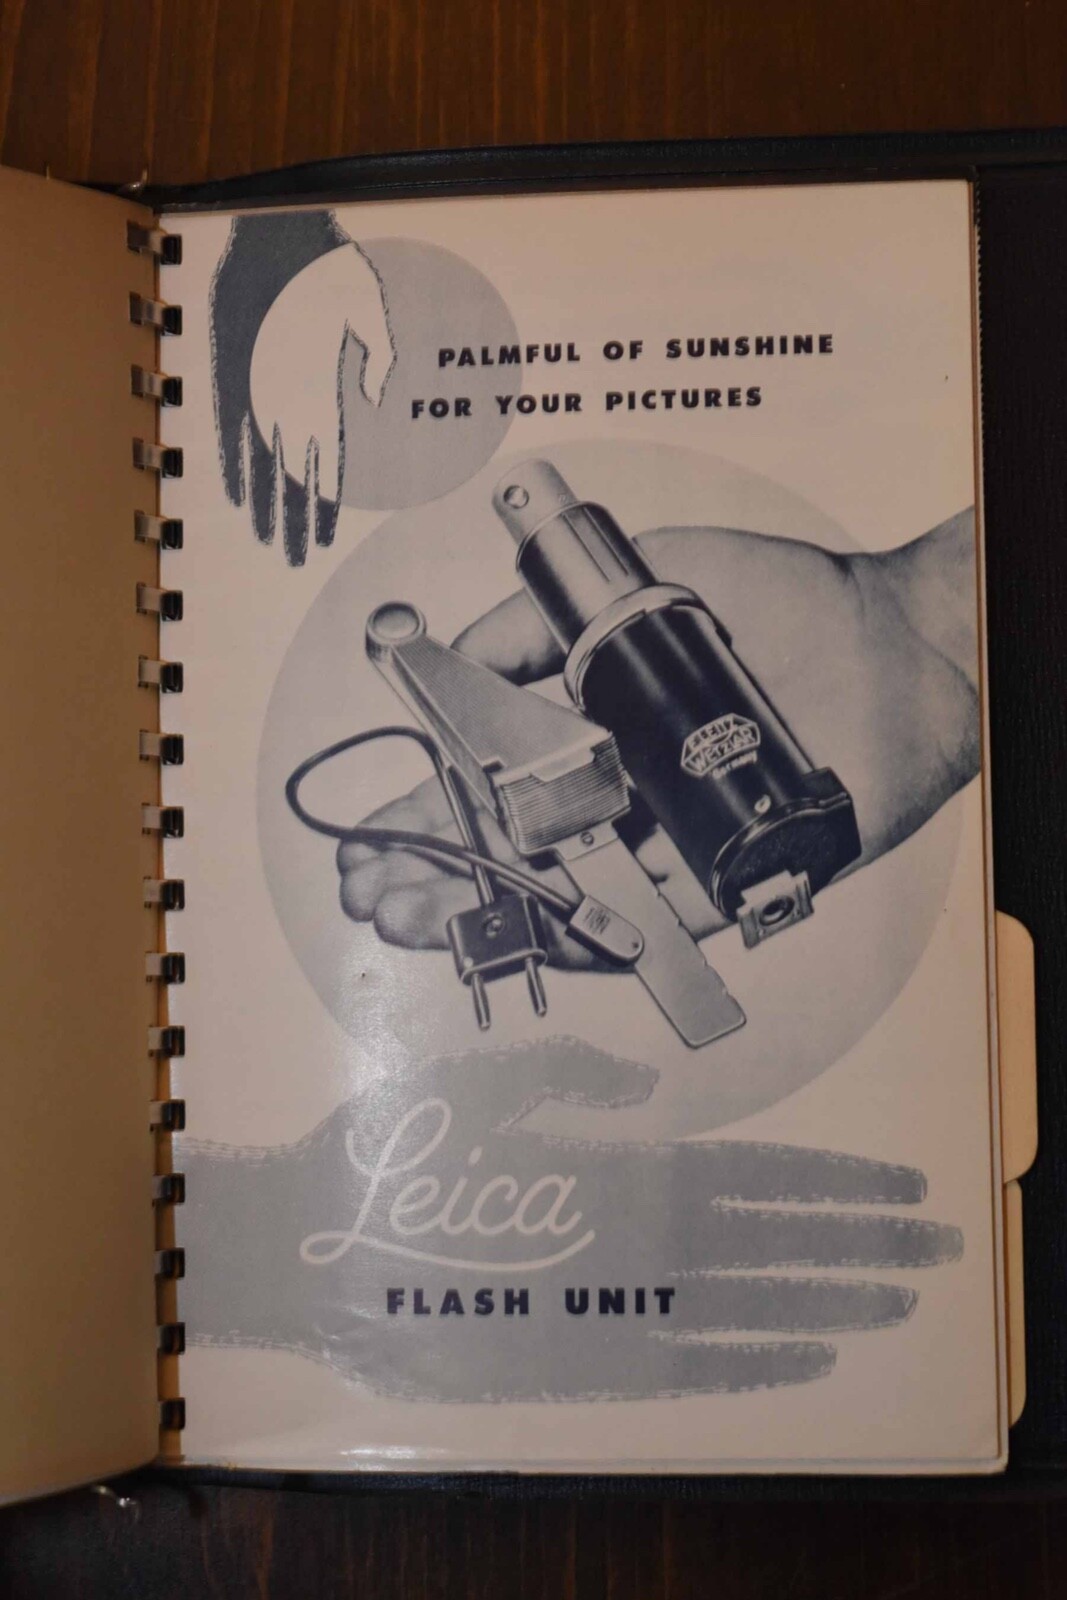 PALMFUL OF SUNSHINE
FOR YOUR PICTURES
E. LEITZ
WETZLAR
Germany
Leica
FLASH UNIT